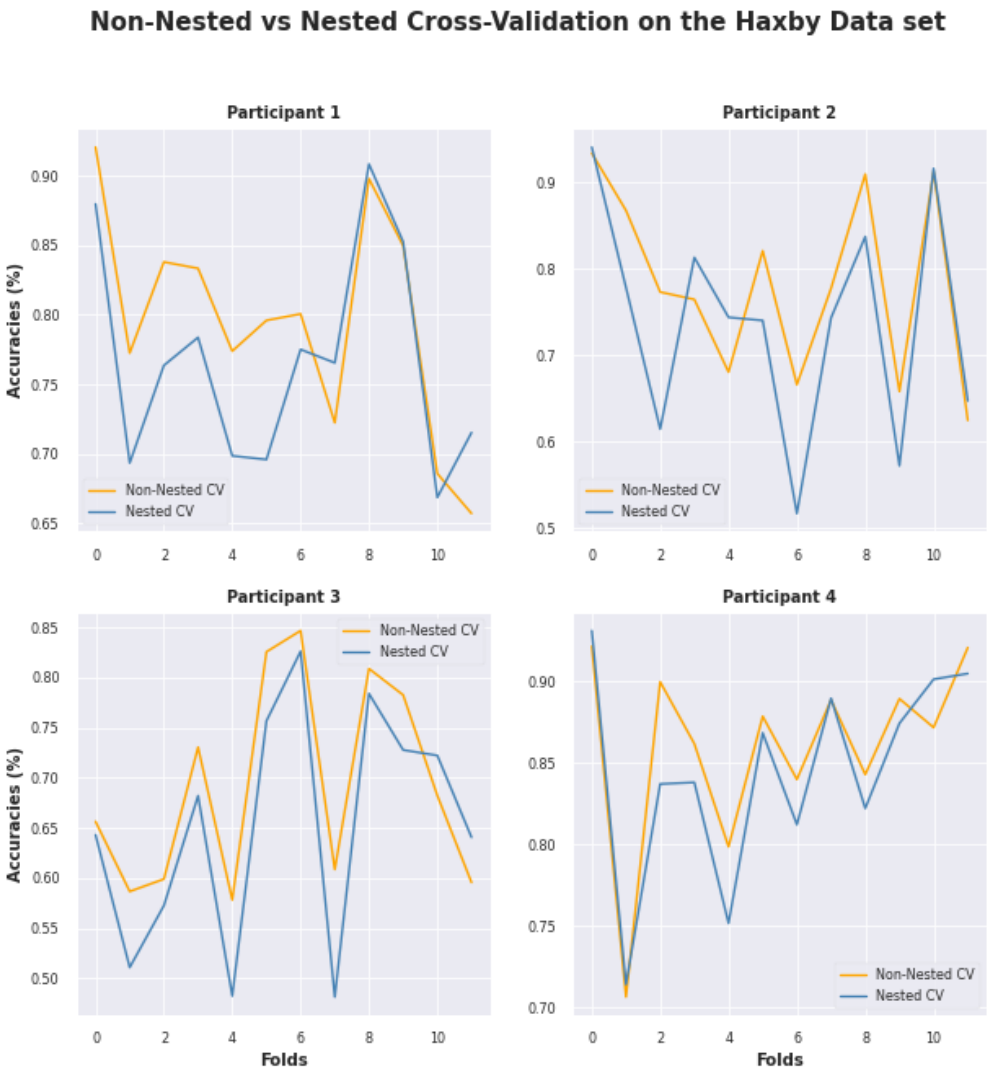 Non-Nested vs Nested Cross-Validation on the Haxby Data set
Participant 1
Accuracies (%)
0.90
0.85
0.80
0.75
0.70
0.65
Non-Nested CV
Nested CV
0 2 4 6 8 10
Participant 2
0.9
0.8
0.7
0.6
0.5
Non-Nested CV
Nested CV
0 2 4 6 8 10
Participant 3
Accuracies (%)
0.85
0.80
0.75
0.70
0.65
0.60
0.55
0.50
Non-Nested CV
Nested CV
0 2 4 6 8 10
Folds
Participant 4
0.90
0.85
0.80
0.75
0.70
Non-Nested CV
Nested CV
0 2 4 6 8 10
Folds